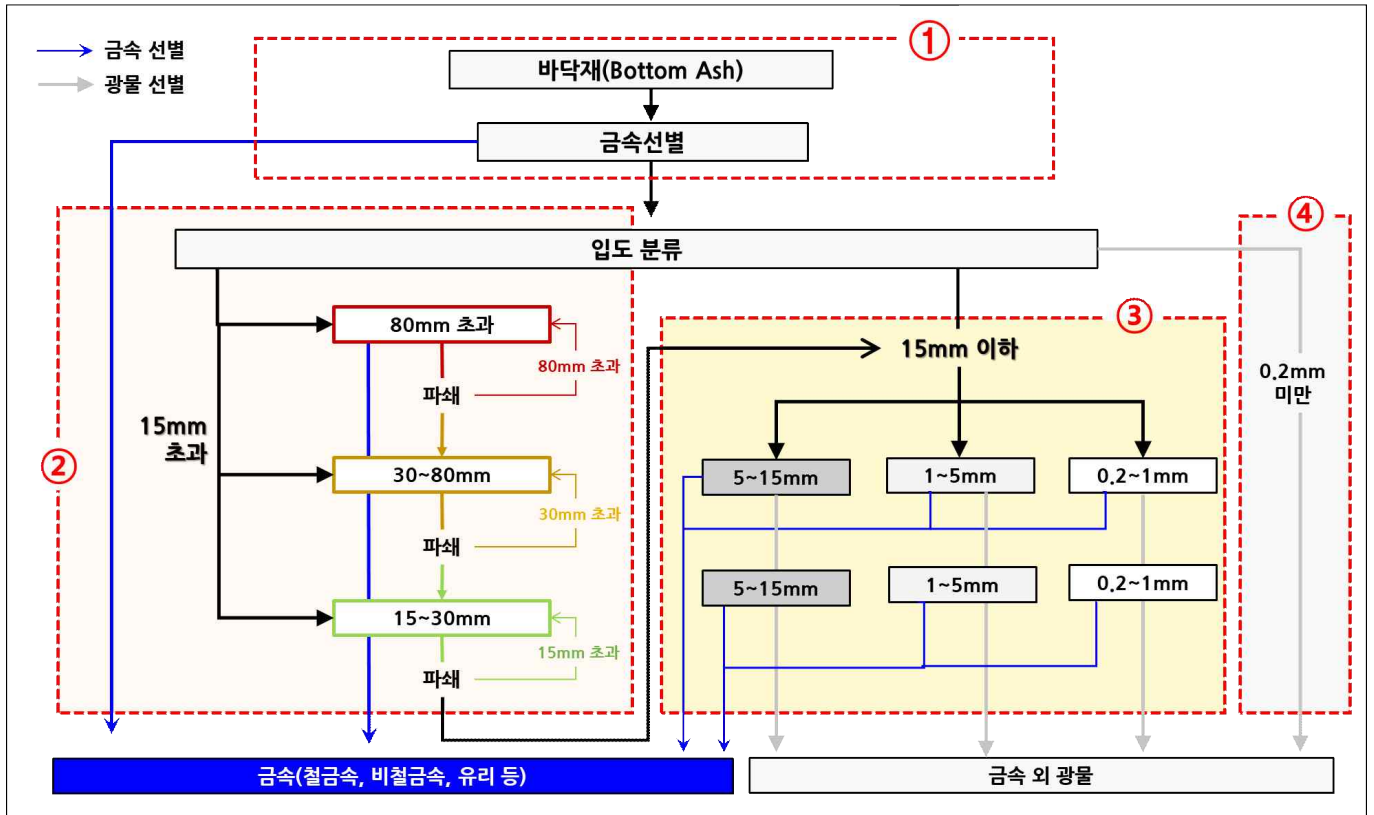 금속 선별
광물 선별
①
바닥재(Bottom Ash)
금속선별
입도 분류
④
0.2mm
미만
②
15mm
초과
80mm 초과
80mm 초과
파쇄
30~80mm
30mm 초과
파쇄
15~30mm
15mm 초과
파쇄
③
15mm 이하
5~15mm
1~5mm
0.2~1mm
5~15mm
1~5mm
0.2~1mm
금속(철금속, 비철금속, 유리 등)
금속 외 광물